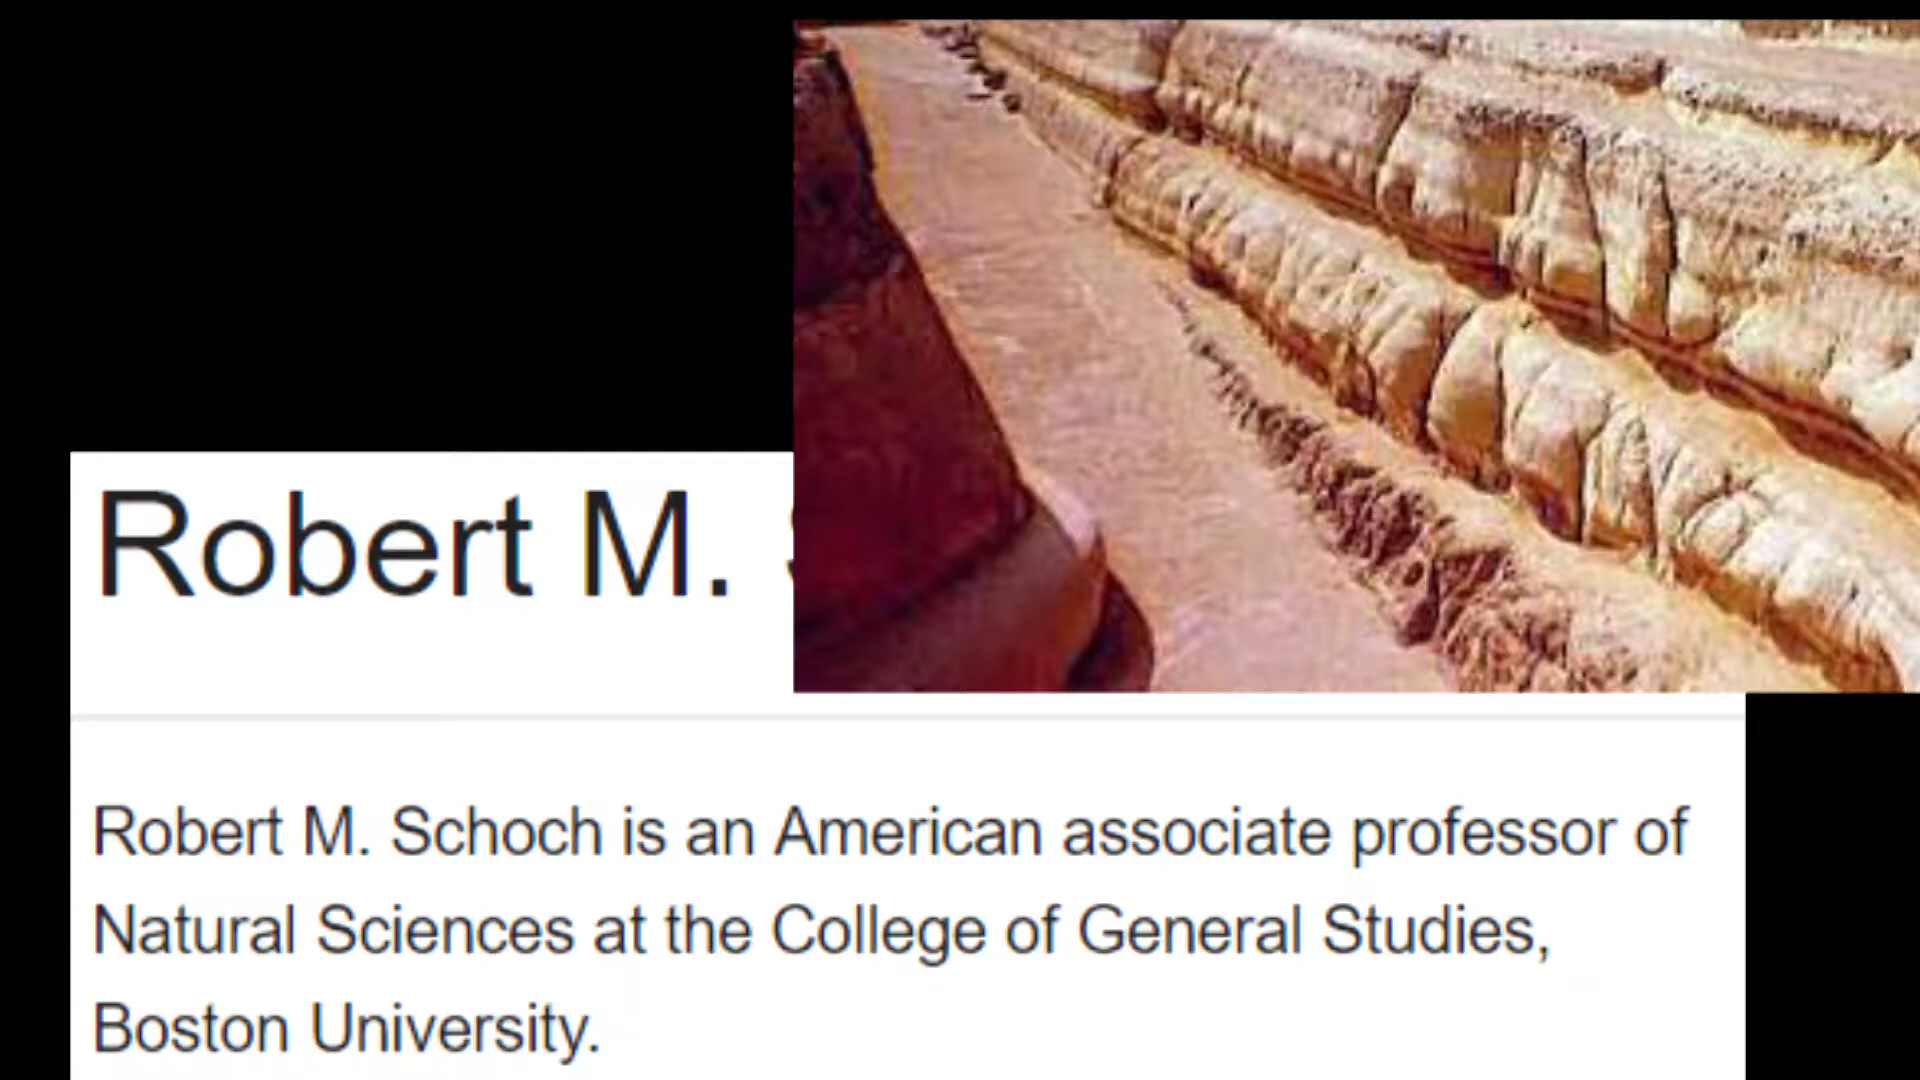 Robert M.
Robert M. Schoch is an American associate professor of
Natural Sciences at the College of General Studies,
Boston University.